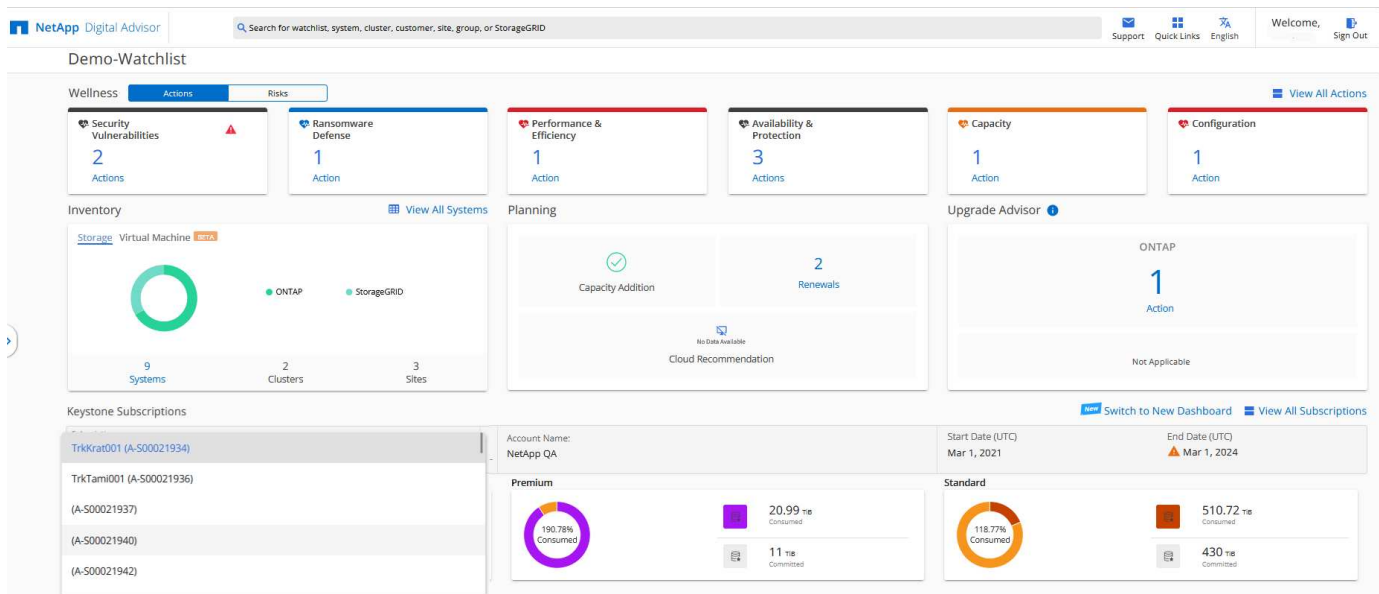 NetApp Digital Advisor
Search for watchlist, system, cluster, customer, site, group, or StorageGRID
Support
Quick Links
English
Welcome,
Sign Out
Demo-Watchlist
Wellness
Actions
Risks
View All Actions
Security
Vulnerabilities
2
Actions
Ransomware
Defense
1
Action
Performance &
Efficiency
1
Action
Availability &
Protection
3
Actions
Capacity
1
Action
Configuration
1
Action
Inventory
View All Systems
Storage
Virtual Machine
BETA
ONTAP
StorageGRID
9
Systems
2
Clusters
3
Sites
Planning
Capacity Addition
2
Renewals
No Data Available
Cloud Recommendation
Upgrade Advisor
ONTAP
1
Action
Not Applicable
Keystone Subscriptions
New
Switch to New Dashboard
View All Subscriptions
TrkKrat001 (A-S00021934)
TrkTami001 (A-S00021936)
(A-S00021937)
(A-S00021940)
(A-S00021942)
Account Name:
NetApp QA
Start Date (UTC)
Mar 1, 2021
End Date (UTC)
Mar 1, 2024
Premium
190.78%
Consumed
20.99 TiB
Consumed
11 TiB
Committed
Standard
118.77%
Consumed
510.72 TiB
Consumed
430 TiB
Committed